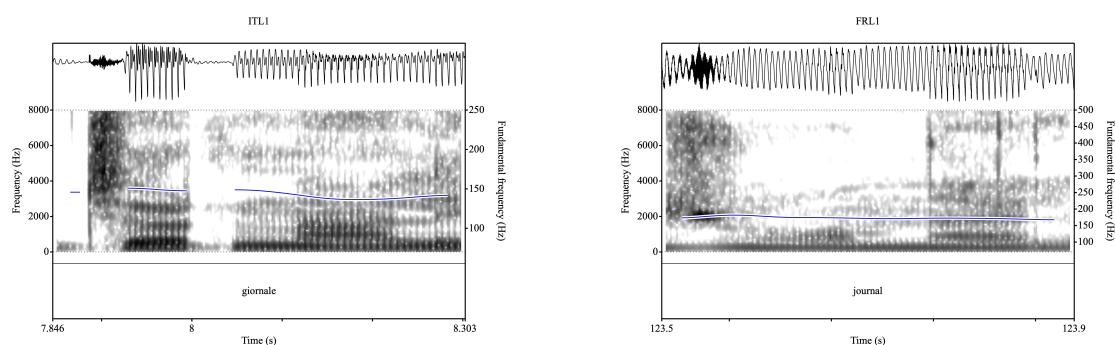 ITL1
8000
6000
4000
2000
0
Frequency (Hz)
250
200
150
100
Fundamental frequency (Hz)
giornale
7.846
8
8.303
Time (s)
FRL1
8000
6000
4000
2000
0
Frequency (Hz)
500
450
400
350
300
250
200
150
100
Fundamental frequency (Hz)
journal
123.5
123.9
Time (s)